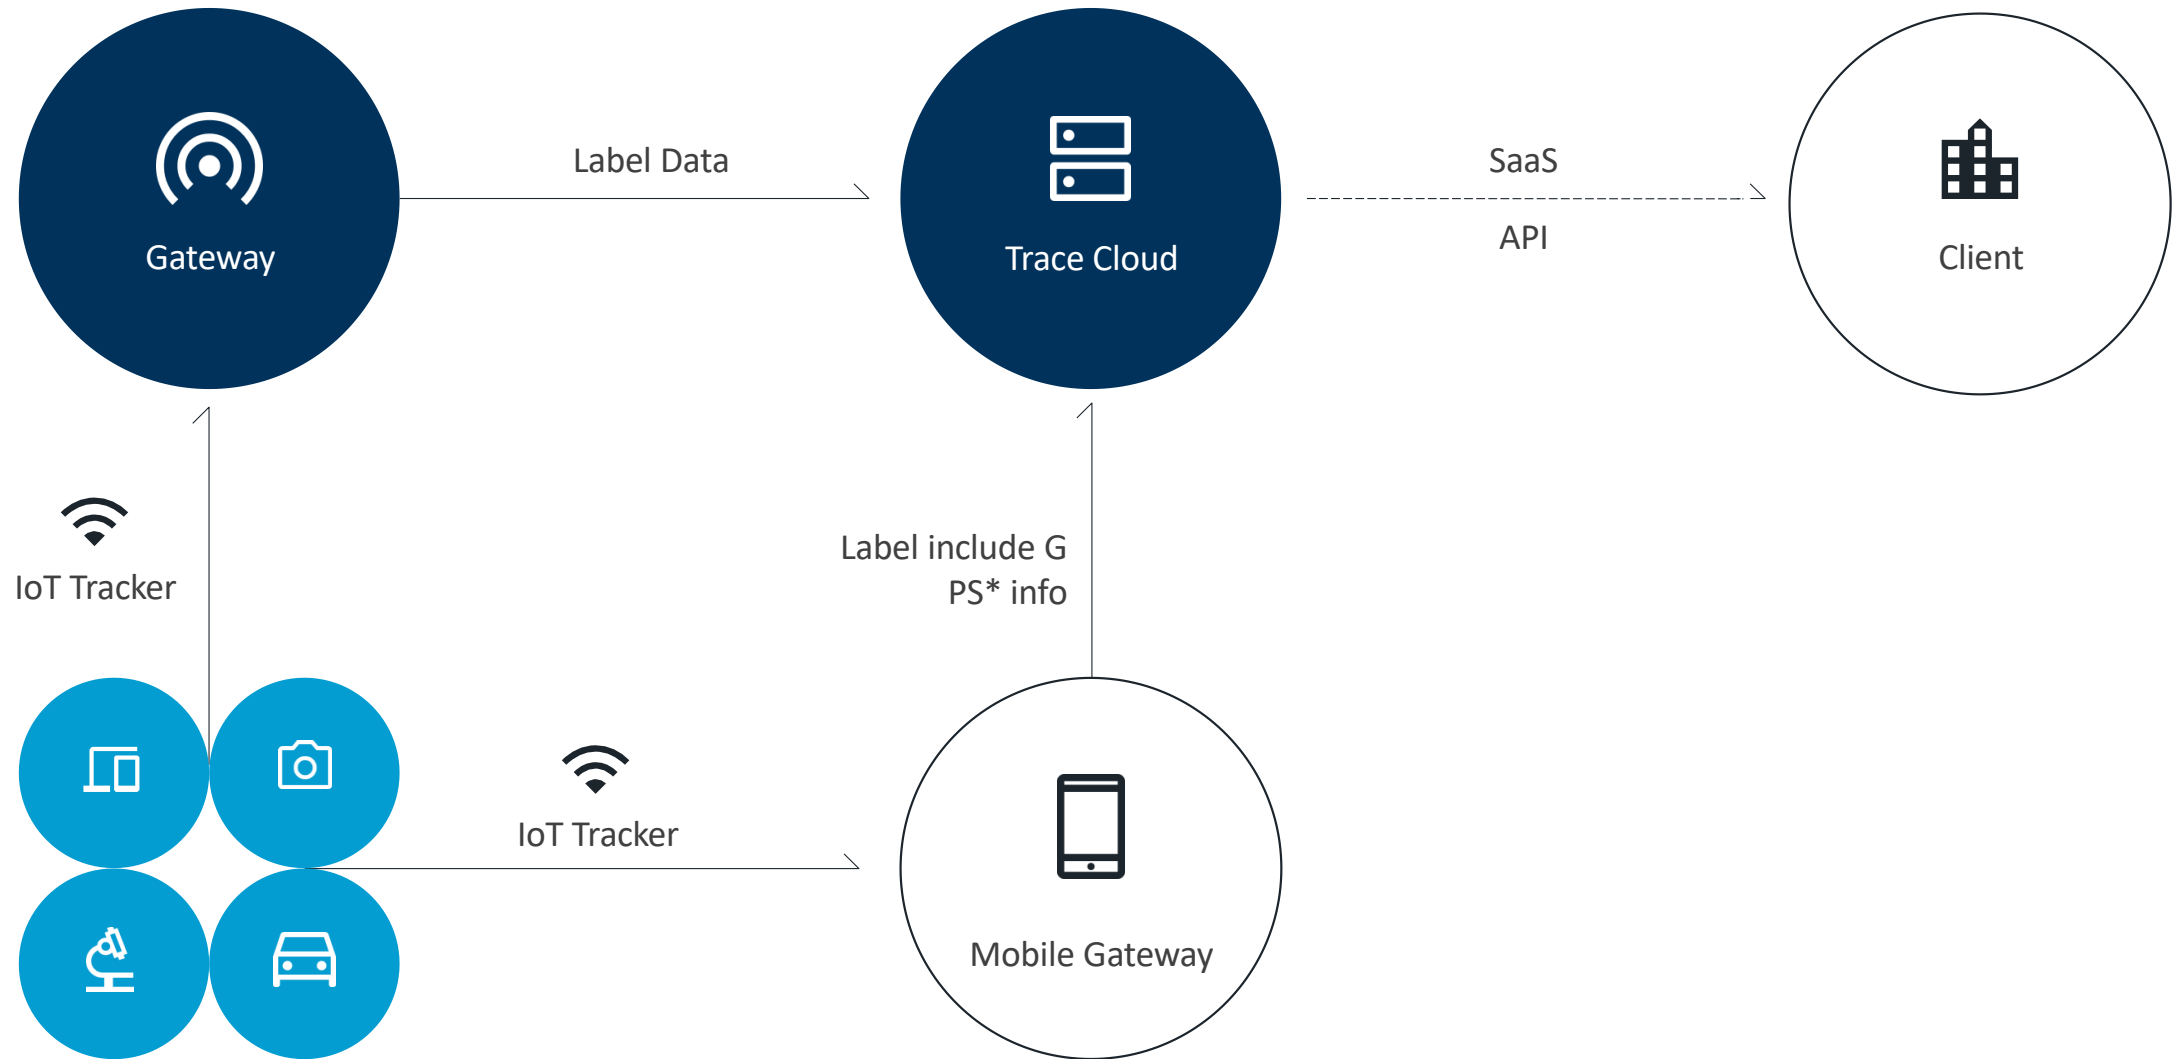 Label Data
SaaS
API
Gateway
Trace Cloud
Client
IoT Tracker
Label include G
PS* info
IoT Tracker
Mobile Gateway